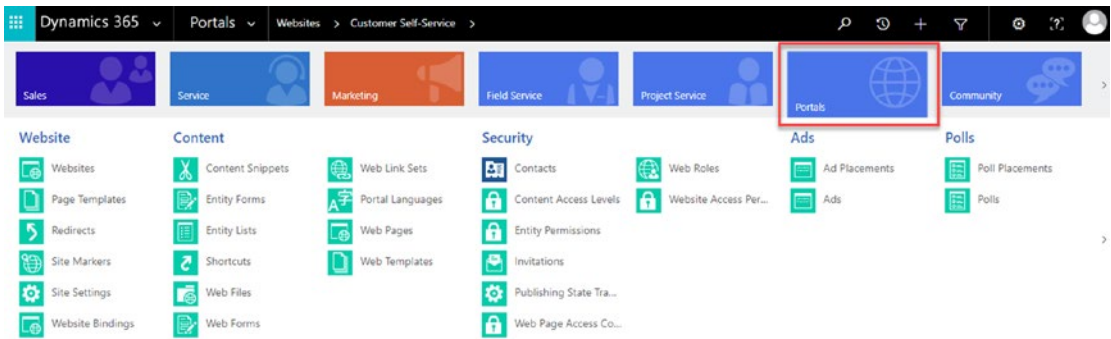 Dynamics 365 Portals Websites > Customer Self-Service >
Sales Service Marketing Field Service Project Service Portals Community
Website Content Security Ads Polls
Websites Content Snippets Web Link Sets Contacts Web Roles Ad Placements Poll Placements
Page Templates Entity Forms Portal Languages Content Access Levels Website Access Per... Ads Polls
Redirects Entity Lists Web Pages Entity Permissions
Site Markers Shortcuts Web Templates Invitations
Site Settings Web Files Publishing State Tra...
Website Bindings Web Forms Web Page Access Co...